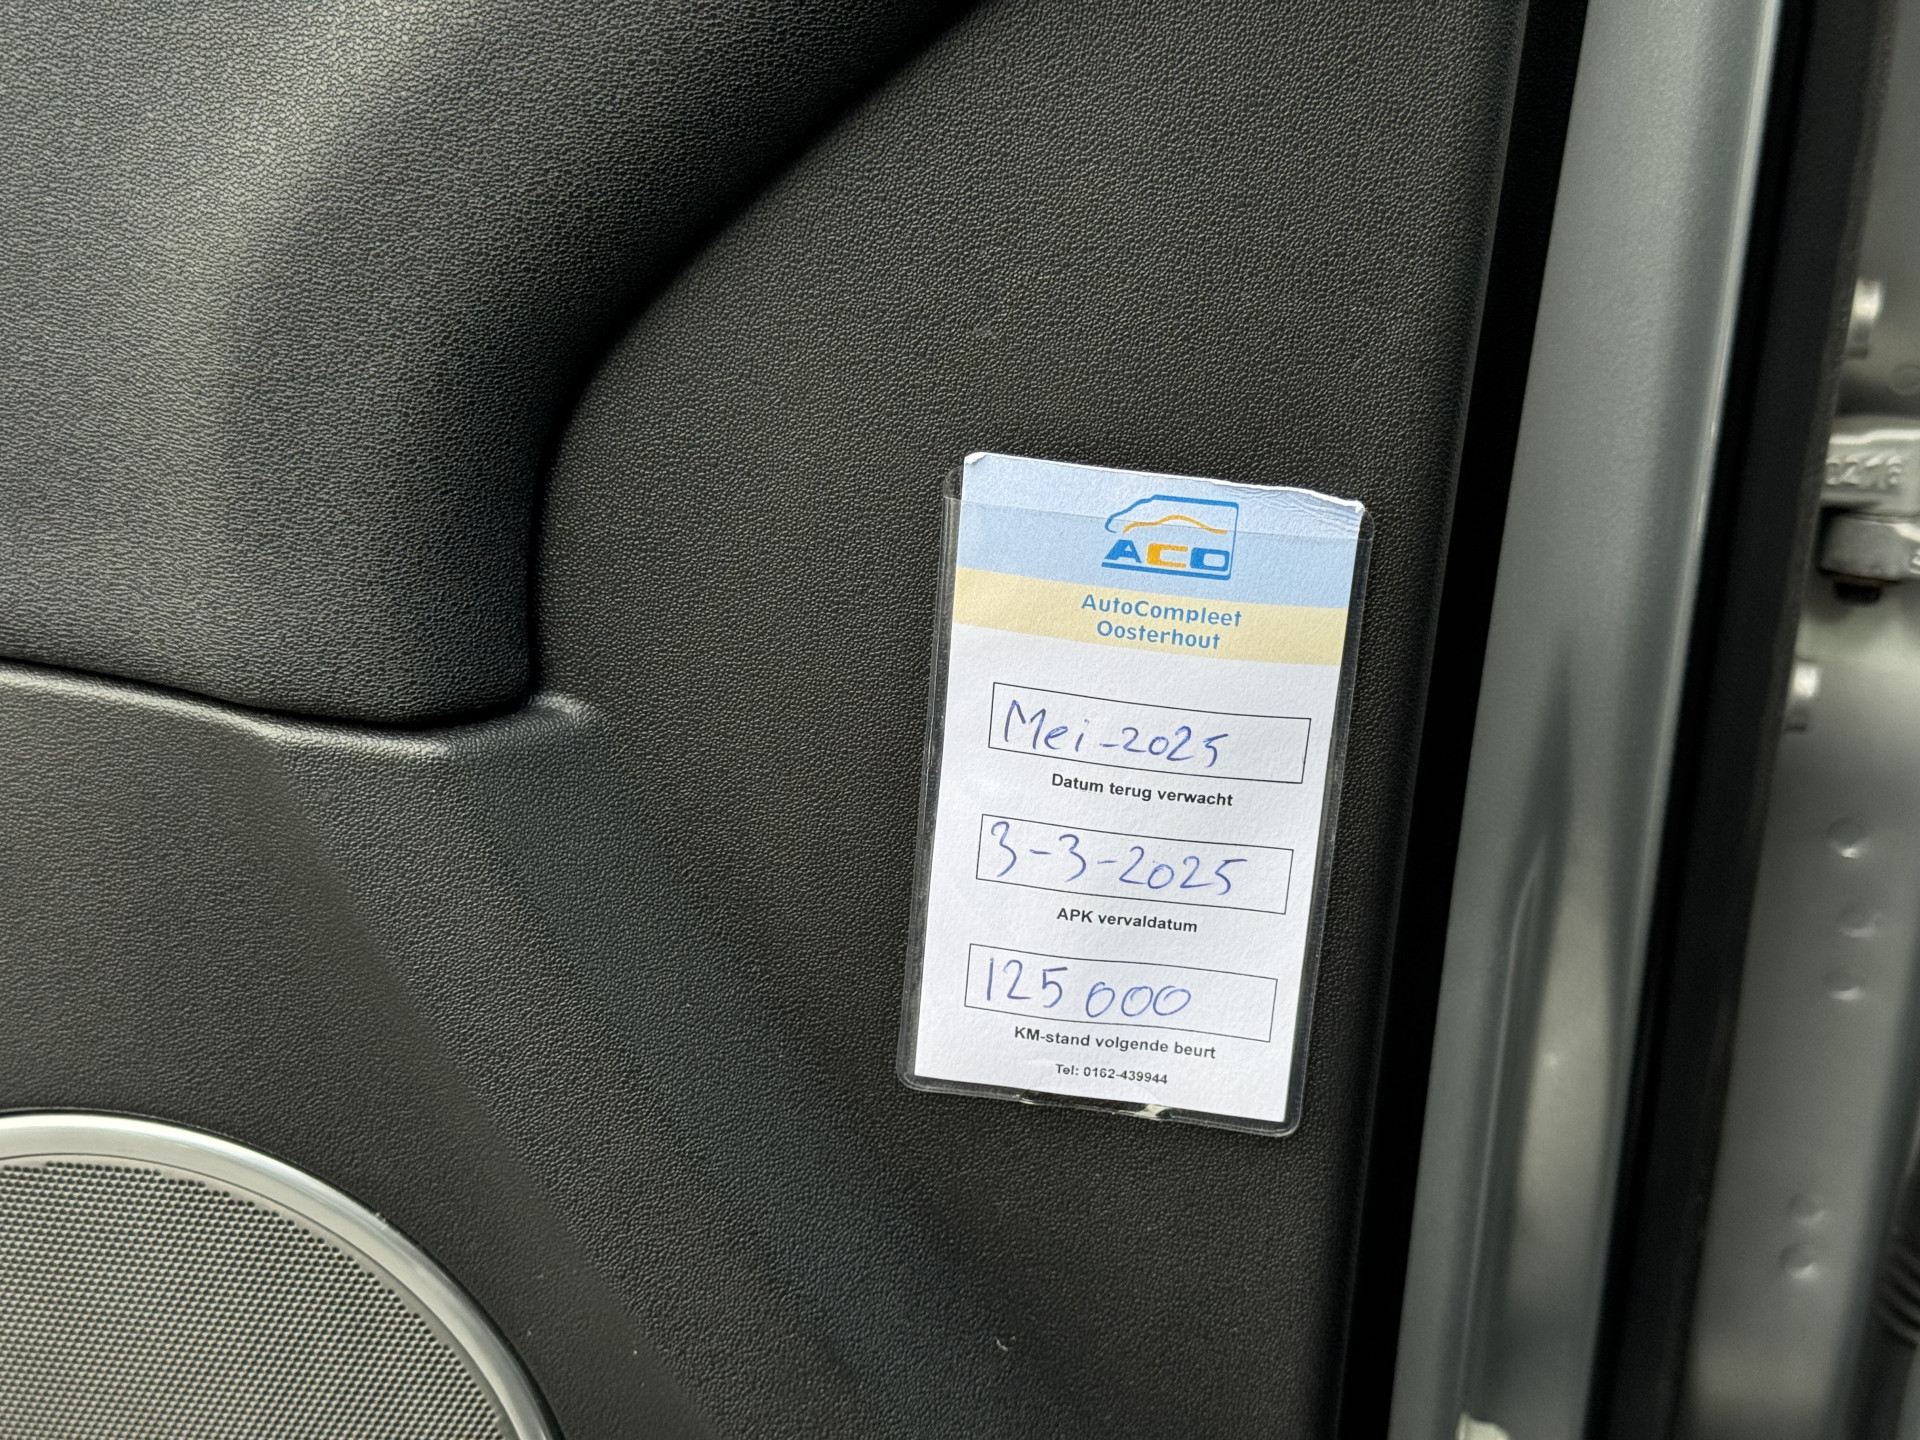 ACO
AutoCompleet
Oosterhout
Mei-2025
Datum terug verwacht
3-3-2025
APK vervaldatum
125000
KM-stand volgende beurt
Tel: 0162-439944